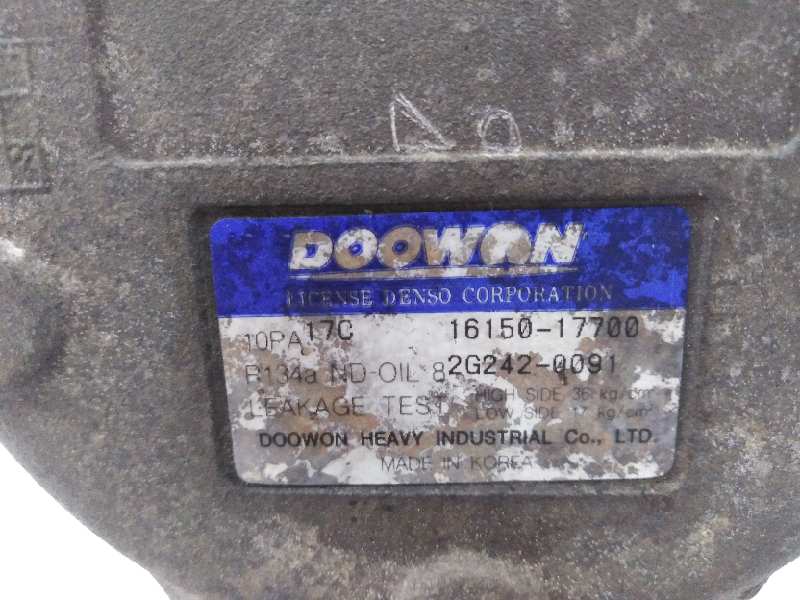 DOOWON
LICENSE DENSO CORPORATION
10PA17C 16150-17700
R134a ND-OIL 8 2G242-0091
LEAKAGE TEST HIGH SIDE 36 kg/cm²
LOW SIDE 17 kg/cm²
DOOWON HEAVY INDUSTRIAL Co., LTD.
MADE IN KOREA